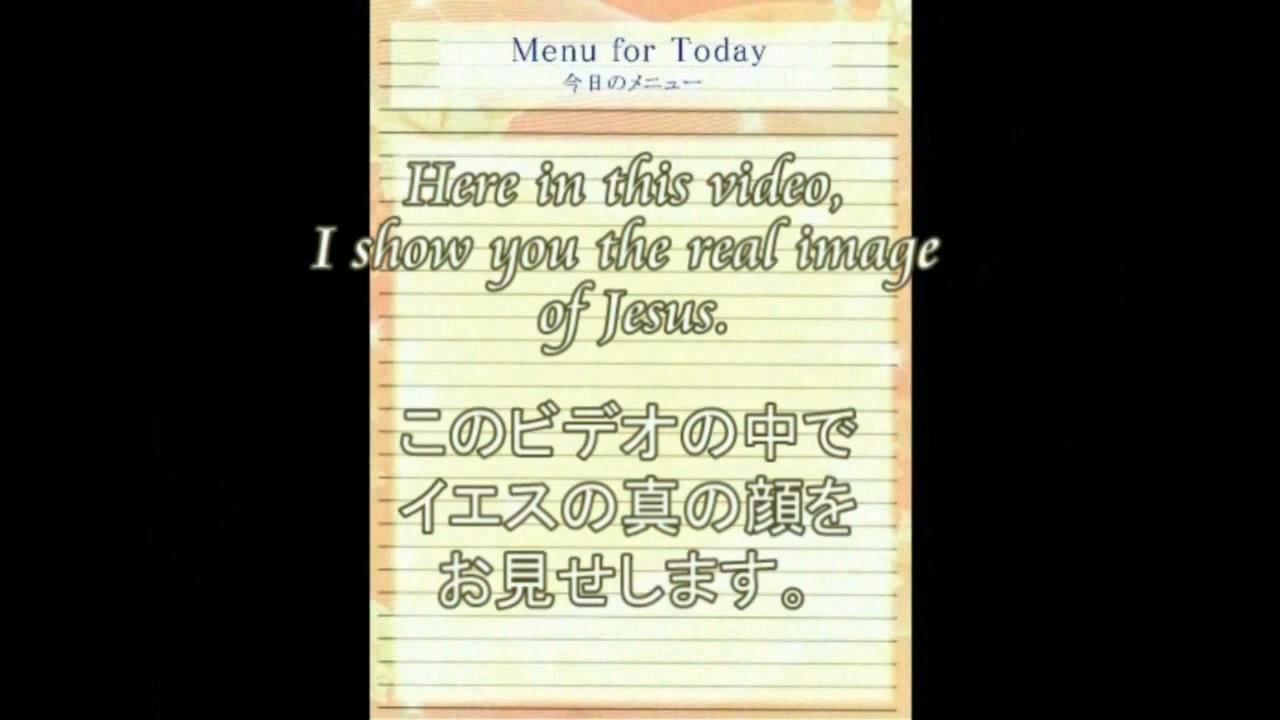 Menu for Today
今日のメニュー
Here in this video,
I show you the real image
of Jesus.
このビデオの中で
イエスの真の顔を
お見せします。